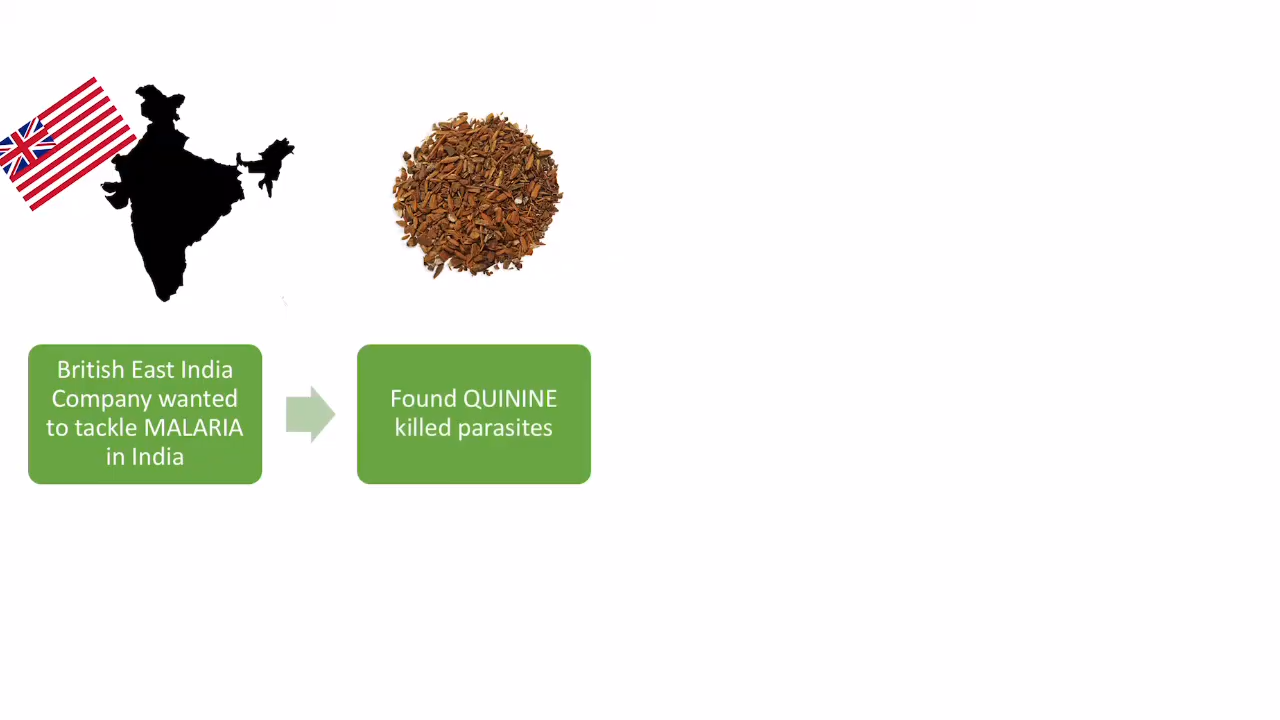 British East India
Company wanted
to tackle MALARIA
in India
Found QUININE
killed parasites